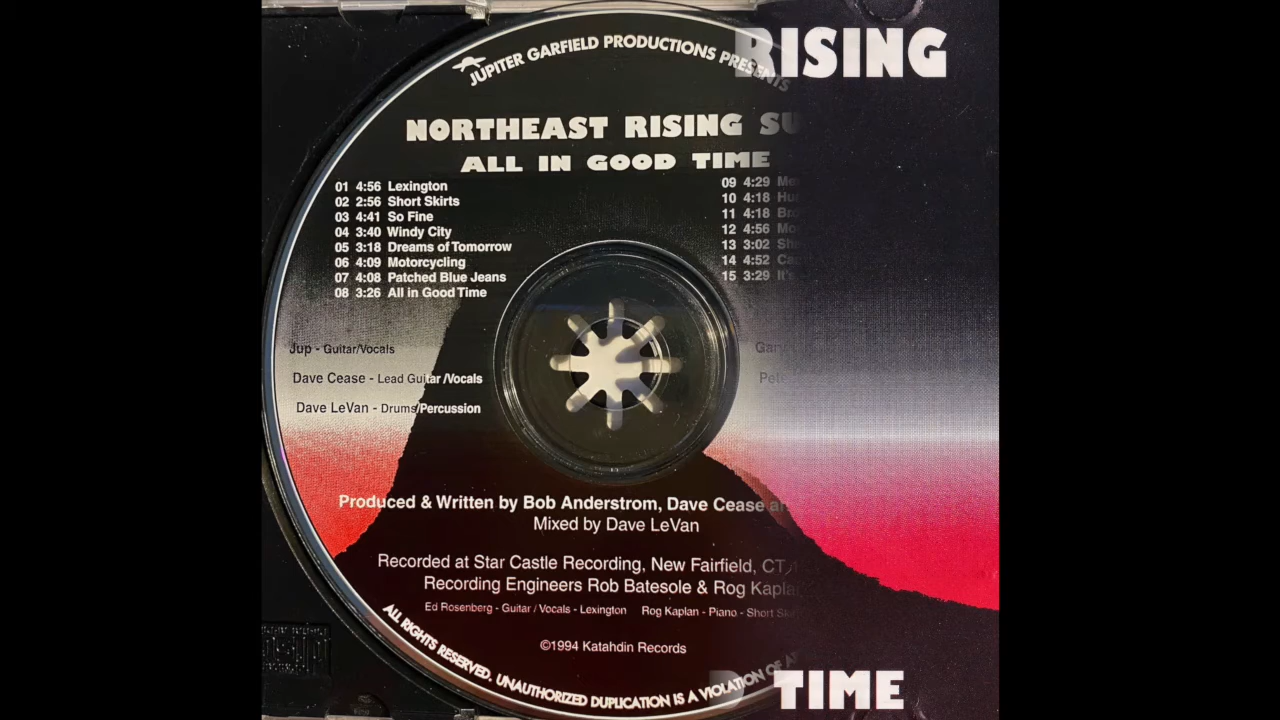 RISING
JUPITER GARFIELD PRODUCTIONS PRESENTS
NORTHEAST RISING
ALL IN GOOD TIME
01 4:56 Lexington
02 2:56 Short Skirts
03 4:41 So Fine
04 3:40 Windy City
05 3:18 Dreams of Tomorrow
06 4:09 Motorcycling
07 4:08 Patched Blue Jeans
08 3:26 All in Good Time
09 4:29
10 4:18
11 4:18
12 4:56
13 3:02
14 4:52
15 3:29 It's
Jup - Guitar/Vocals
Dave Cease - Lead Guitar /Vocals
Dave LeVan - Drums/Percussion
Produced & Written by Bob Anderstrom, Dave Cease
Mixed by Dave LeVan
Recorded at Star Castle Recording, New Fairfield, CT
Recording Engineers Rob Batesole & Rog Kaplan
Ed Rosenberg - Guitar / Vocals - Lexington Rog Kaplan - Piano - Short
©1994 Katahdin Records
ALL RIGHTS RESERVED. UNAUTHORIZED DUPLICATION IS A VIOLATION OF
TIME